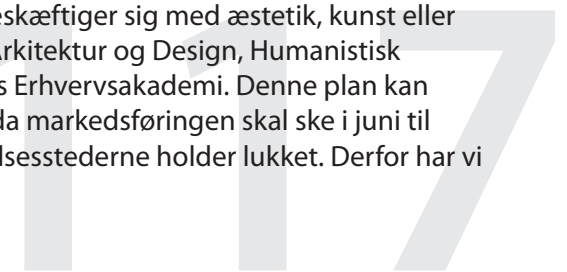 eskæftiger sig med æstetik, kunst eller
Arkitektur og Design, Humanistisk
s Erhvervsakademi. Denne plan kan
da markedsføringen skal ske i juni til
lsesstederne holder lukket. Derfor har vi
117